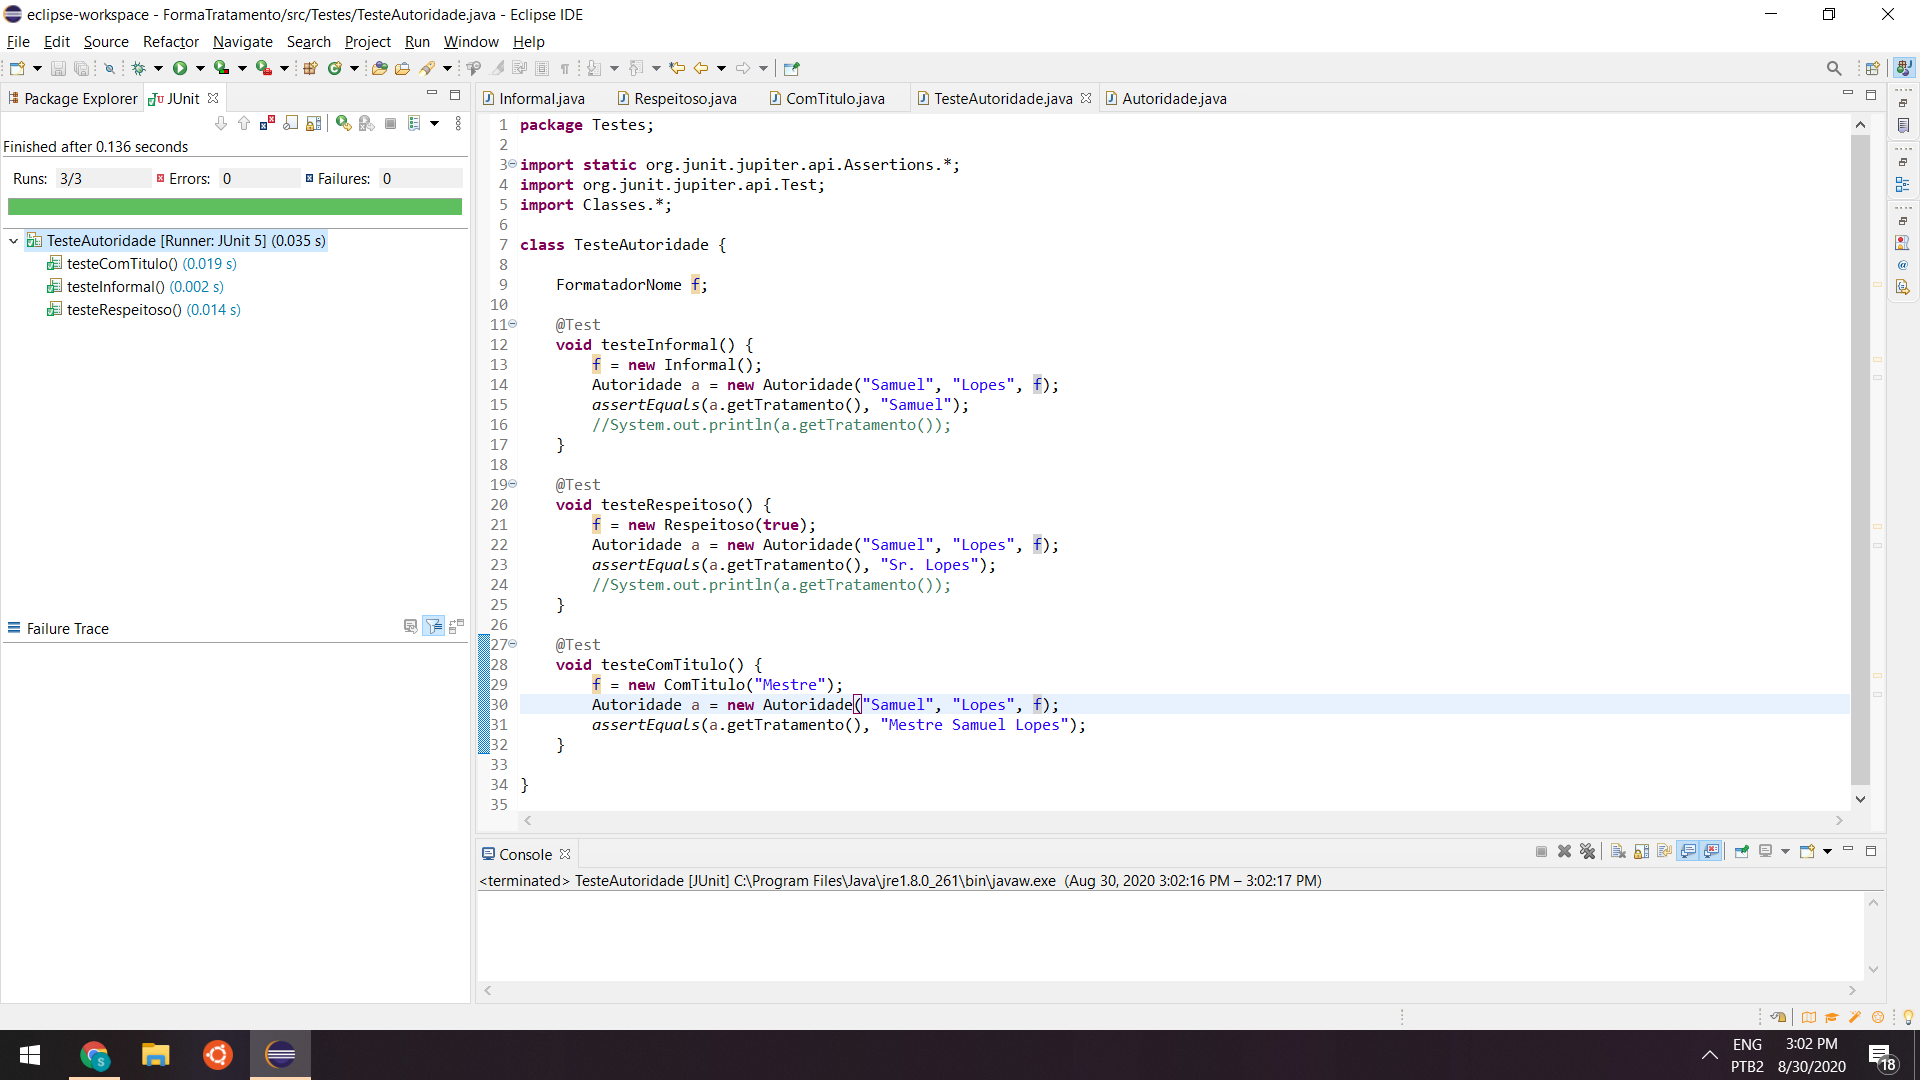 eclipse-workspace - FormaTratamento/src/Testes/TesteAutoridade.java - Eclipse IDE
File Edit Source Refactor Navigate Search Project Run Window Help
Package Explorer
JUnit
Finished after 0.136 seconds
Runs: 3/3 Errors: 0 Failures: 0
TesteAutoridade [Runner: JUnit 5] (0.035 s)
testeComTitulo() (0.019 s)
testeInformal() (0.002 s)
testeRespeitoso() (0.014 s)
Failure Trace
Informal.java Respeitoso.java ComTitulo.java TesteAutoridade.java Autoridade.java
1 package Testes;
2
3 import static org.junit.jupiter.api.Assertions.*;
4 import org.junit.jupiter.api.Test;
5 import Classes.*;
6
7 class TesteAutoridade {
8
9 FormatadorNome f;
10
11 @Test
12 void testeInformal() {
13 f = new Informal();
14 Autoridade a = new Autoridade("Samuel", "Lopes", f);
15 assertEquals(a.getTratamento(), "Samuel");
16 //System.out.println(a.getTratamento());
17 }
18
19 @Test
20 void testeRespeitoso() {
21 f = new Respeitoso(true);
22 Autoridade a = new Autoridade("Samuel", "Lopes", f);
23 assertEquals(a.getTratamento(), "Sr. Lopes");
24 //System.out.println(a.getTratamento());
25 }
26
27 @Test
28 void testeComTitulo() {
29 f = new ComTitulo("Mestre");
30 Autoridade a = new Autoridade("Samuel", "Lopes", f);
31 assertEquals(a.getTratamento(), "Mestre Samuel Lopes");
32 }
33
34 }
35
Console
<terminated> TesteAutoridade [JUnit] C:\Program Files\Java\jre1.8.0_261\bin\javaw.exe (Aug 30, 2020 3:02:16 PM – 3:02:17 PM)
ENG
PTB2
3:02 PM
8/30/2020
18